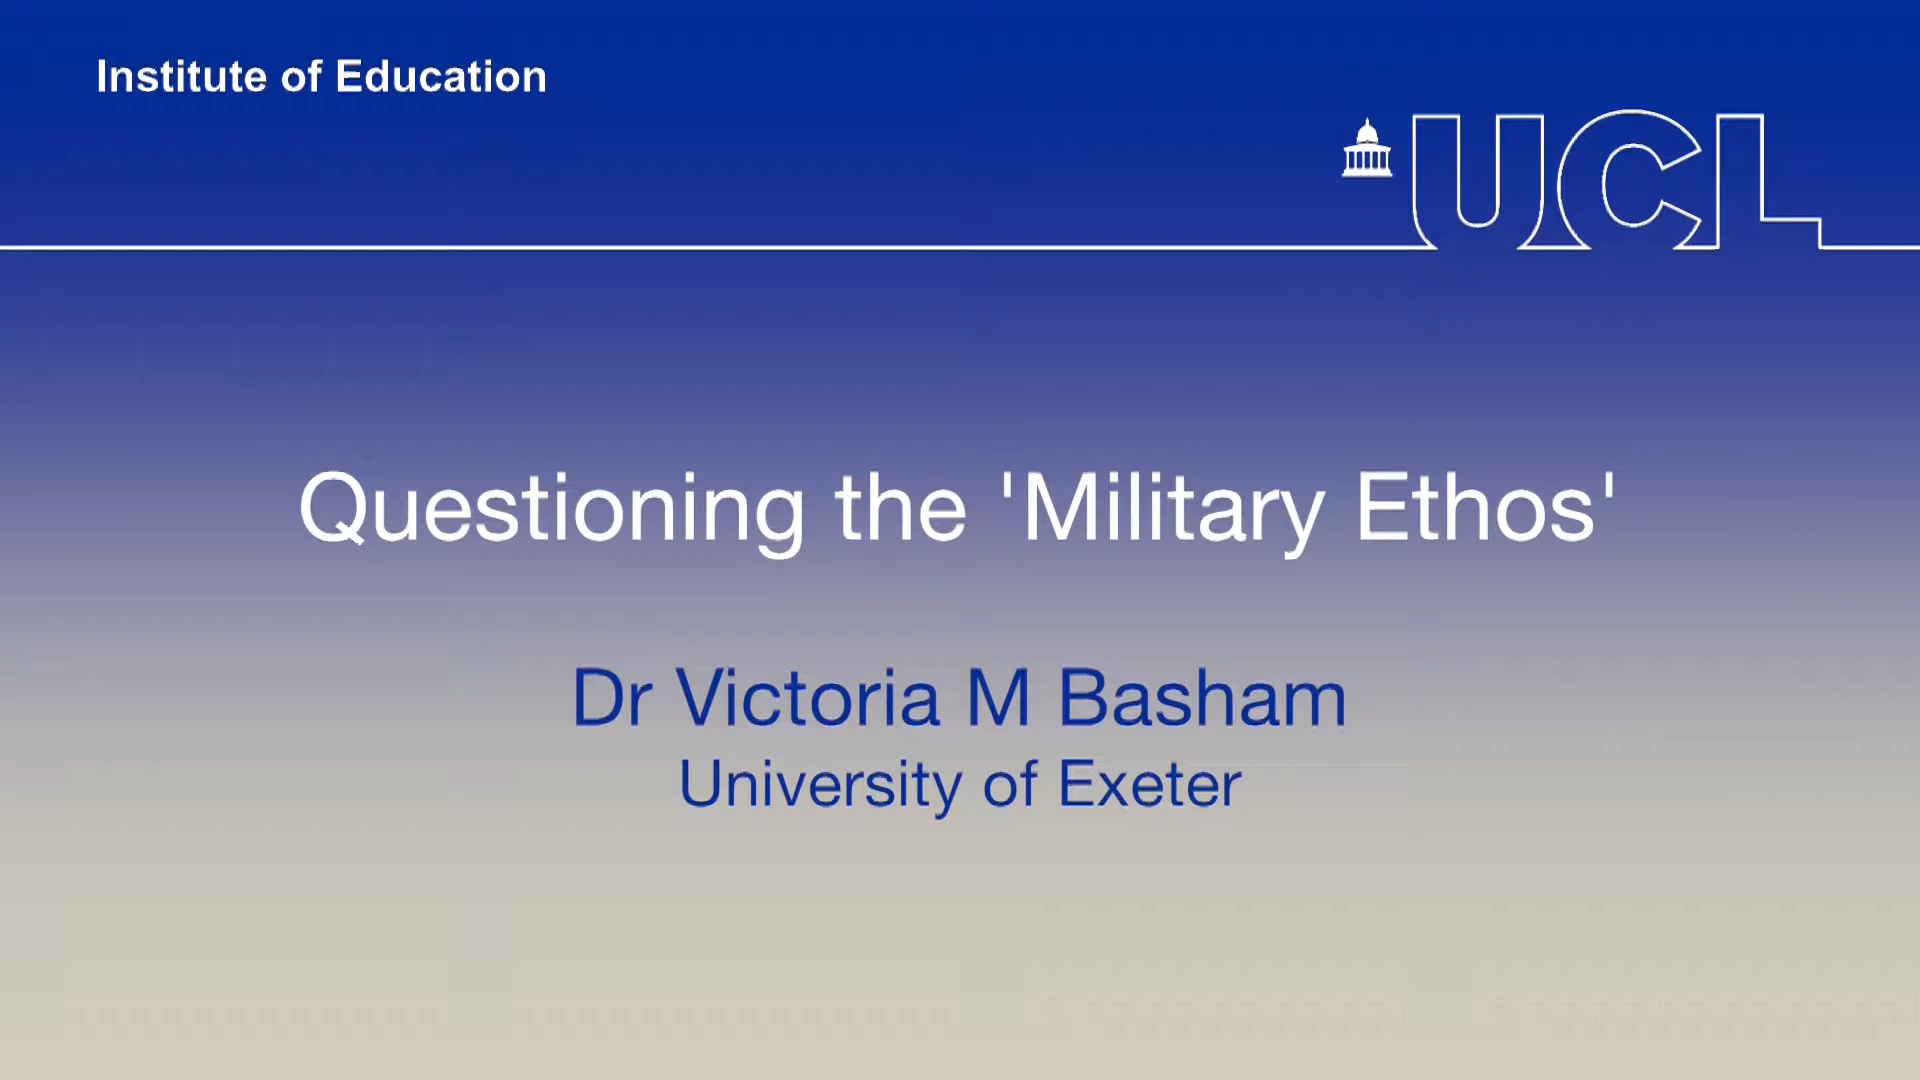 Institute of Education
UCL
Questioning the 'Military Ethos'
Dr Victoria M Basham
University of Exeter